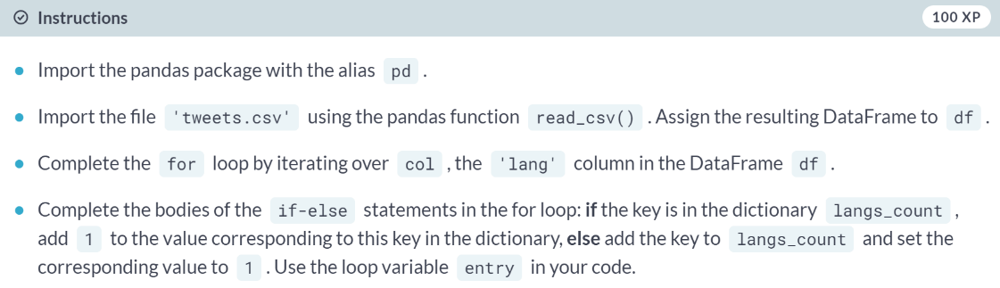 Instructions
100 XP
Import the pandas package with the alias pd .
Import the file 'tweets.csv' using the pandas function read_csv() . Assign the resulting DataFrame to df .
Complete the for loop by iterating over col , the 'lang' column in the DataFrame df .
Complete the bodies of the if-else statements in the for loop: if the key is in the dictionary langs_count ,
add 1 to the value corresponding to this key in the dictionary, else add the key to langs_count and set the
corresponding value to 1 . Use the loop variable entry in your code.